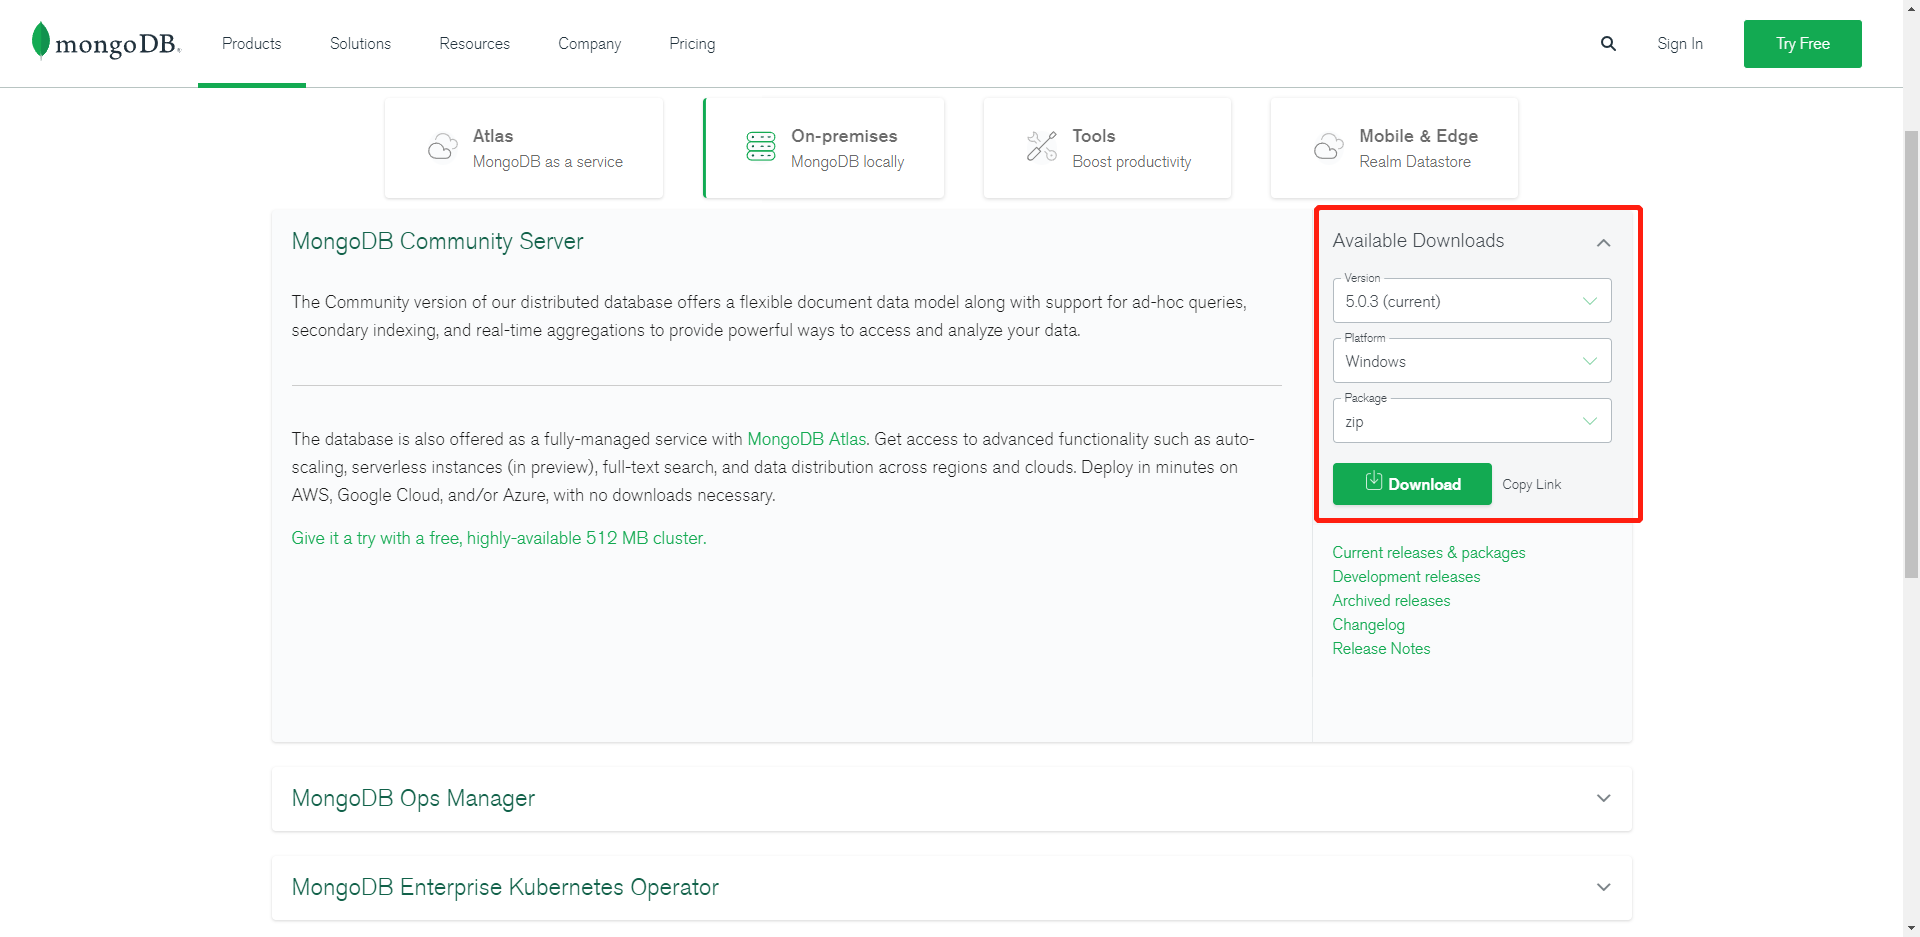 mongoDB.
Products
Solutions
Resources
Company
Pricing
Sign In
Try Free
Atlas
MongoDB as a service
On-premises
MongoDB locally
Tools
Boost productivity
Mobile & Edge
Realm Datastore
MongoDB Community Server
The Community version of our distributed database offers a flexible document data model along with support for ad-hoc queries,
secondary indexing, and real-time aggregations to provide powerful ways to access and analyze your data.
The database is also offered as a fully-managed service with MongoDB Atlas. Get access to advanced functionality such as auto-
scaling, serverless instances (in preview), full-text search, and data distribution across regions and clouds. Deploy in minutes on
AWS, Google Cloud, and/or Azure, with no downloads necessary.
Give it a try with a free, highly-available 512 MB cluster.
Available Downloads
Version
5.0.3 (current)
Platform
Windows
Package
zip
Download
Copy Link
Current releases & packages
Development releases
Archived releases
Changelog
Release Notes
MongoDB Ops Manager
MongoDB Enterprise Kubernetes Operator